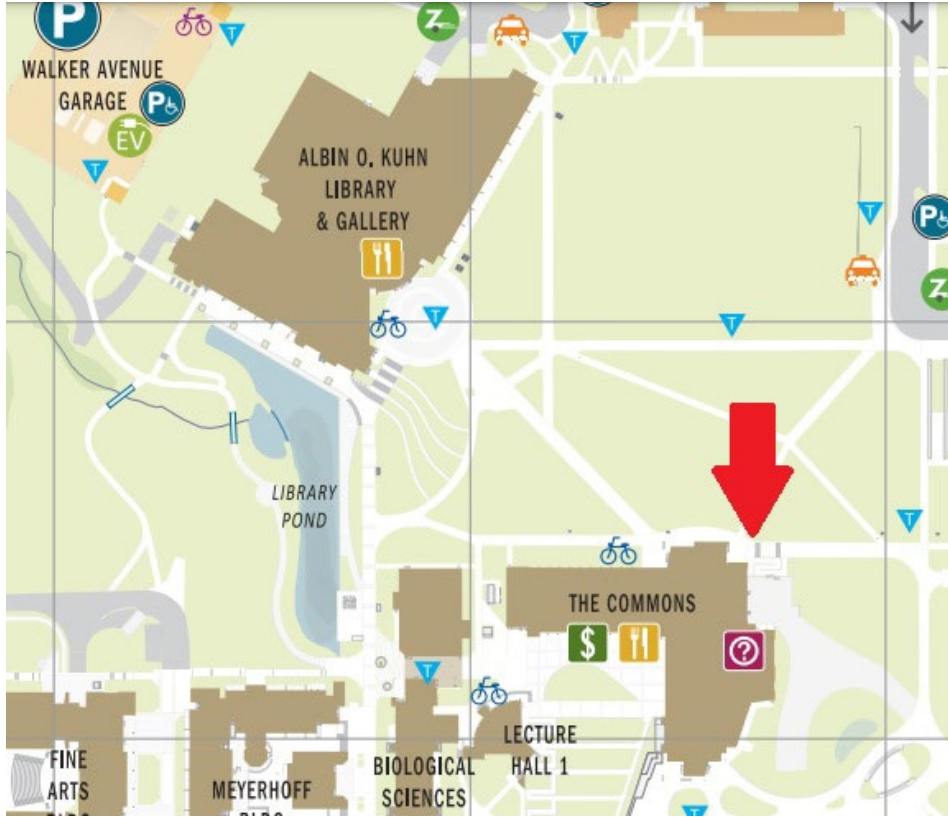 P
Z
T
WALKER AVENUE
GARAGE
P
EV
T
T
ALBIN O. KUHN
LIBRARY
& GALLERY
T
P
Z
T
T
LIBRARY
POND
T
THE COMMONS
$
?
T
LECTURE
HALL 1
FINE
ARTS
MEYERHOFF
BIOLOGICAL
SCIENCES
T